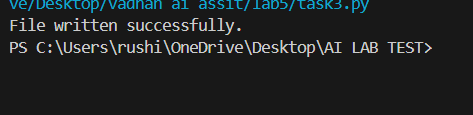 ve/Desktop/vadhan ai assit/lab5/task3.py
File written successfully.
PS C:\Users\rushi\OneDrive\Desktop\AI LAB TEST>